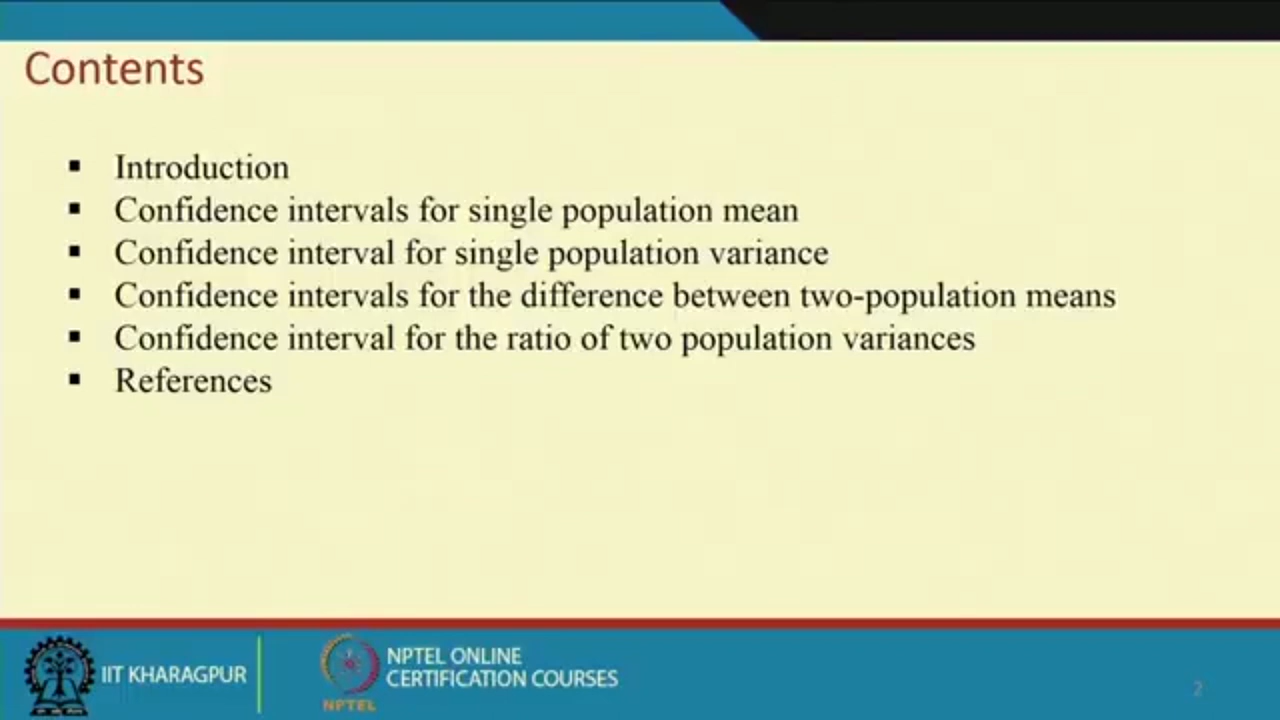 Contents
▪ Introduction
▪ Confidence intervals for single population mean
▪ Confidence interval for single population variance
▪ Confidence intervals for the difference between two-population means
▪ Confidence interval for the ratio of two population variances
▪ References
IIT KHARAGPUR
NPTEL
NPTEL ONLINE
CERTIFICATION COURSES
2